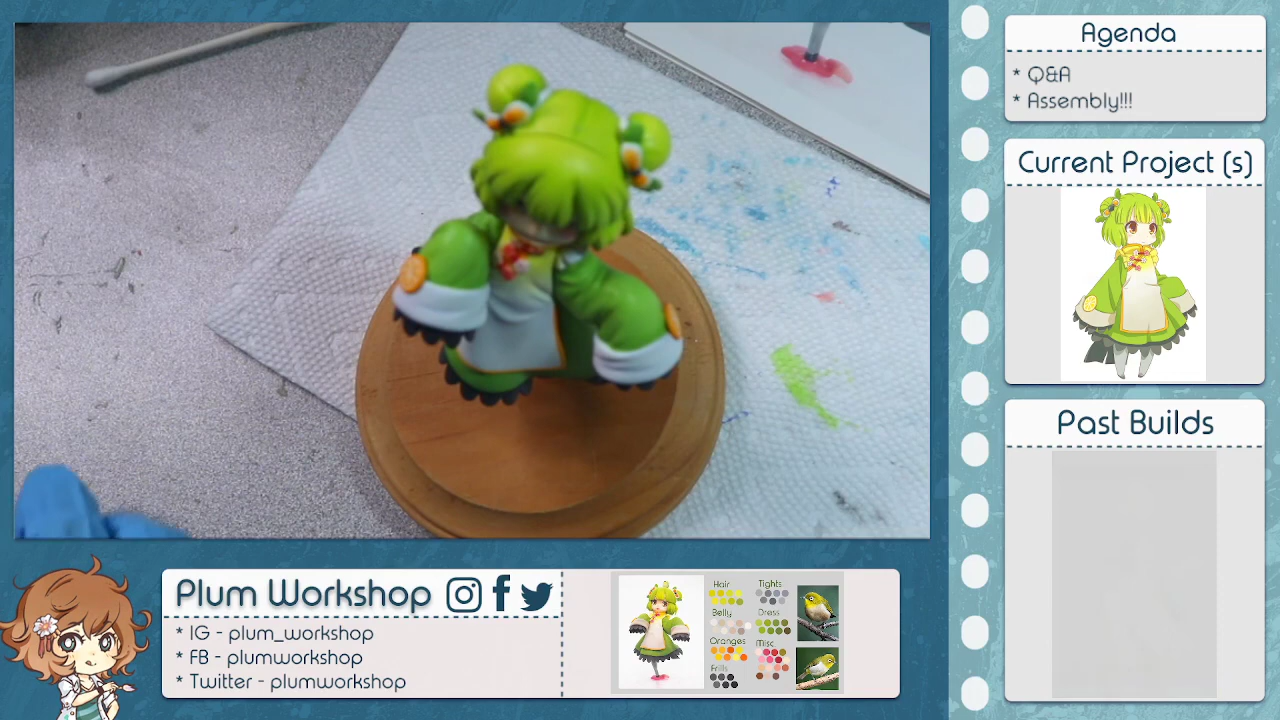 Agenda
* Q&A
* Assembly!!!
Current Project (s)
Past Builds
Plum Workshop
* IG - plum_workshop
* FB - plumworkshop
* Twitter - plumworkshop
Hair
Tights
Belly
Dress
Oranges
Misc
Frills